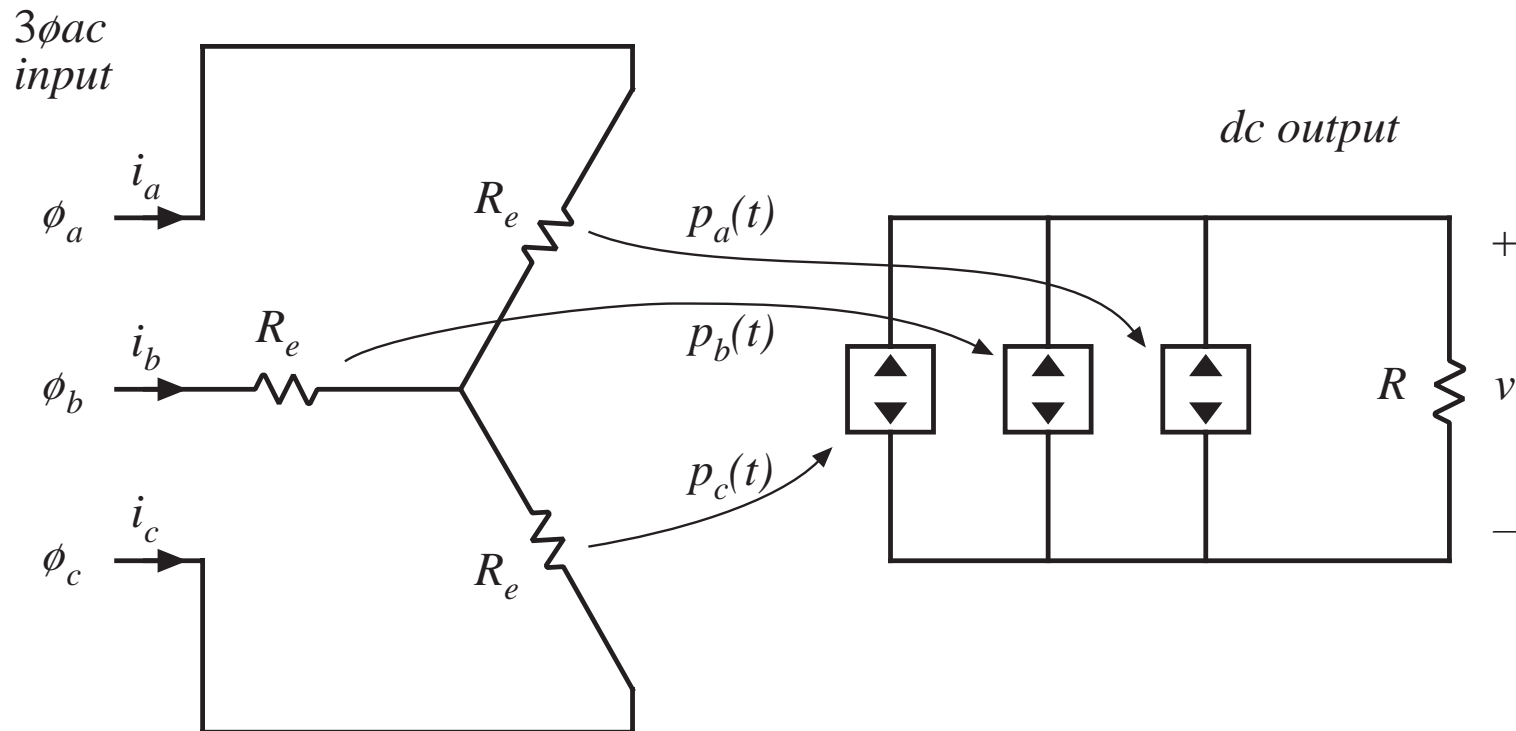 3ϕac
input
dc output
i_a
ϕ_a
R_e
p_a(t)
+
i_b
ϕ_b
R_e
p_b(t)
R
v
i_c
ϕ_c
R_e
p_c(t)
–